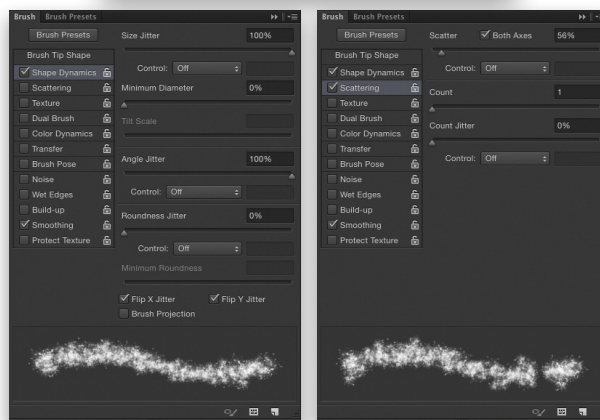 Brush Brush Presets
Brush Presets
Size Jitter 100%
Brush Tip Shape
Control: Off
Shape Dynamics
Scattering
Minimum Diameter 0%
Texture
Dual Brush
Tilt Scale
Color Dynamics
Transfer
Angle Jitter 100%
Brush Pose
Noise
Control: Off
Wet Edges
Build-up
Roundness Jitter 0%
Smoothing
Protect Texture
Control: Off
Minimum Roundness
Flip X Jitter Flip Y Jitter
Brush Projection
Brush Brush Presets
Brush Presets
Scatter Both Axes 56%
Brush Tip Shape
Control: Off
Shape Dynamics
Scattering
Count 1
Texture
Dual Brush
Count Jitter 0%
Color Dynamics
Transfer
Control: Off
Brush Pose
Noise
Wet Edges
Build-up
Smoothing
Protect Texture